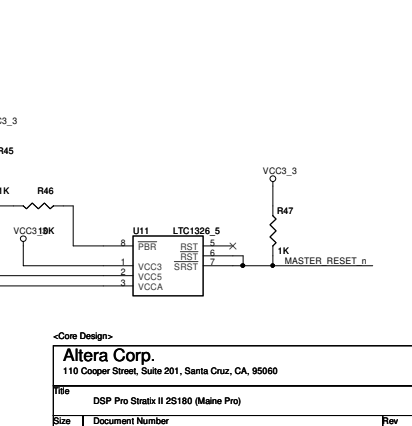 C3_3
R45
1K
R46
VCC3_3
10K
VCC3_3
R47
1K
U11
LTC1326_5
8
PBR
RST
5
RST
6
1
VCC3
SRST
7
MASTER_RESET_n
2
VCC5
3
VCCA
<Core Design>
Altera Corp.
110 Cooper Street, Suite 201, Santa Cruz, CA, 95060
Title
DSP Pro Stratix II 2S180 (Maine Pro)
Size
Document Number
Rev